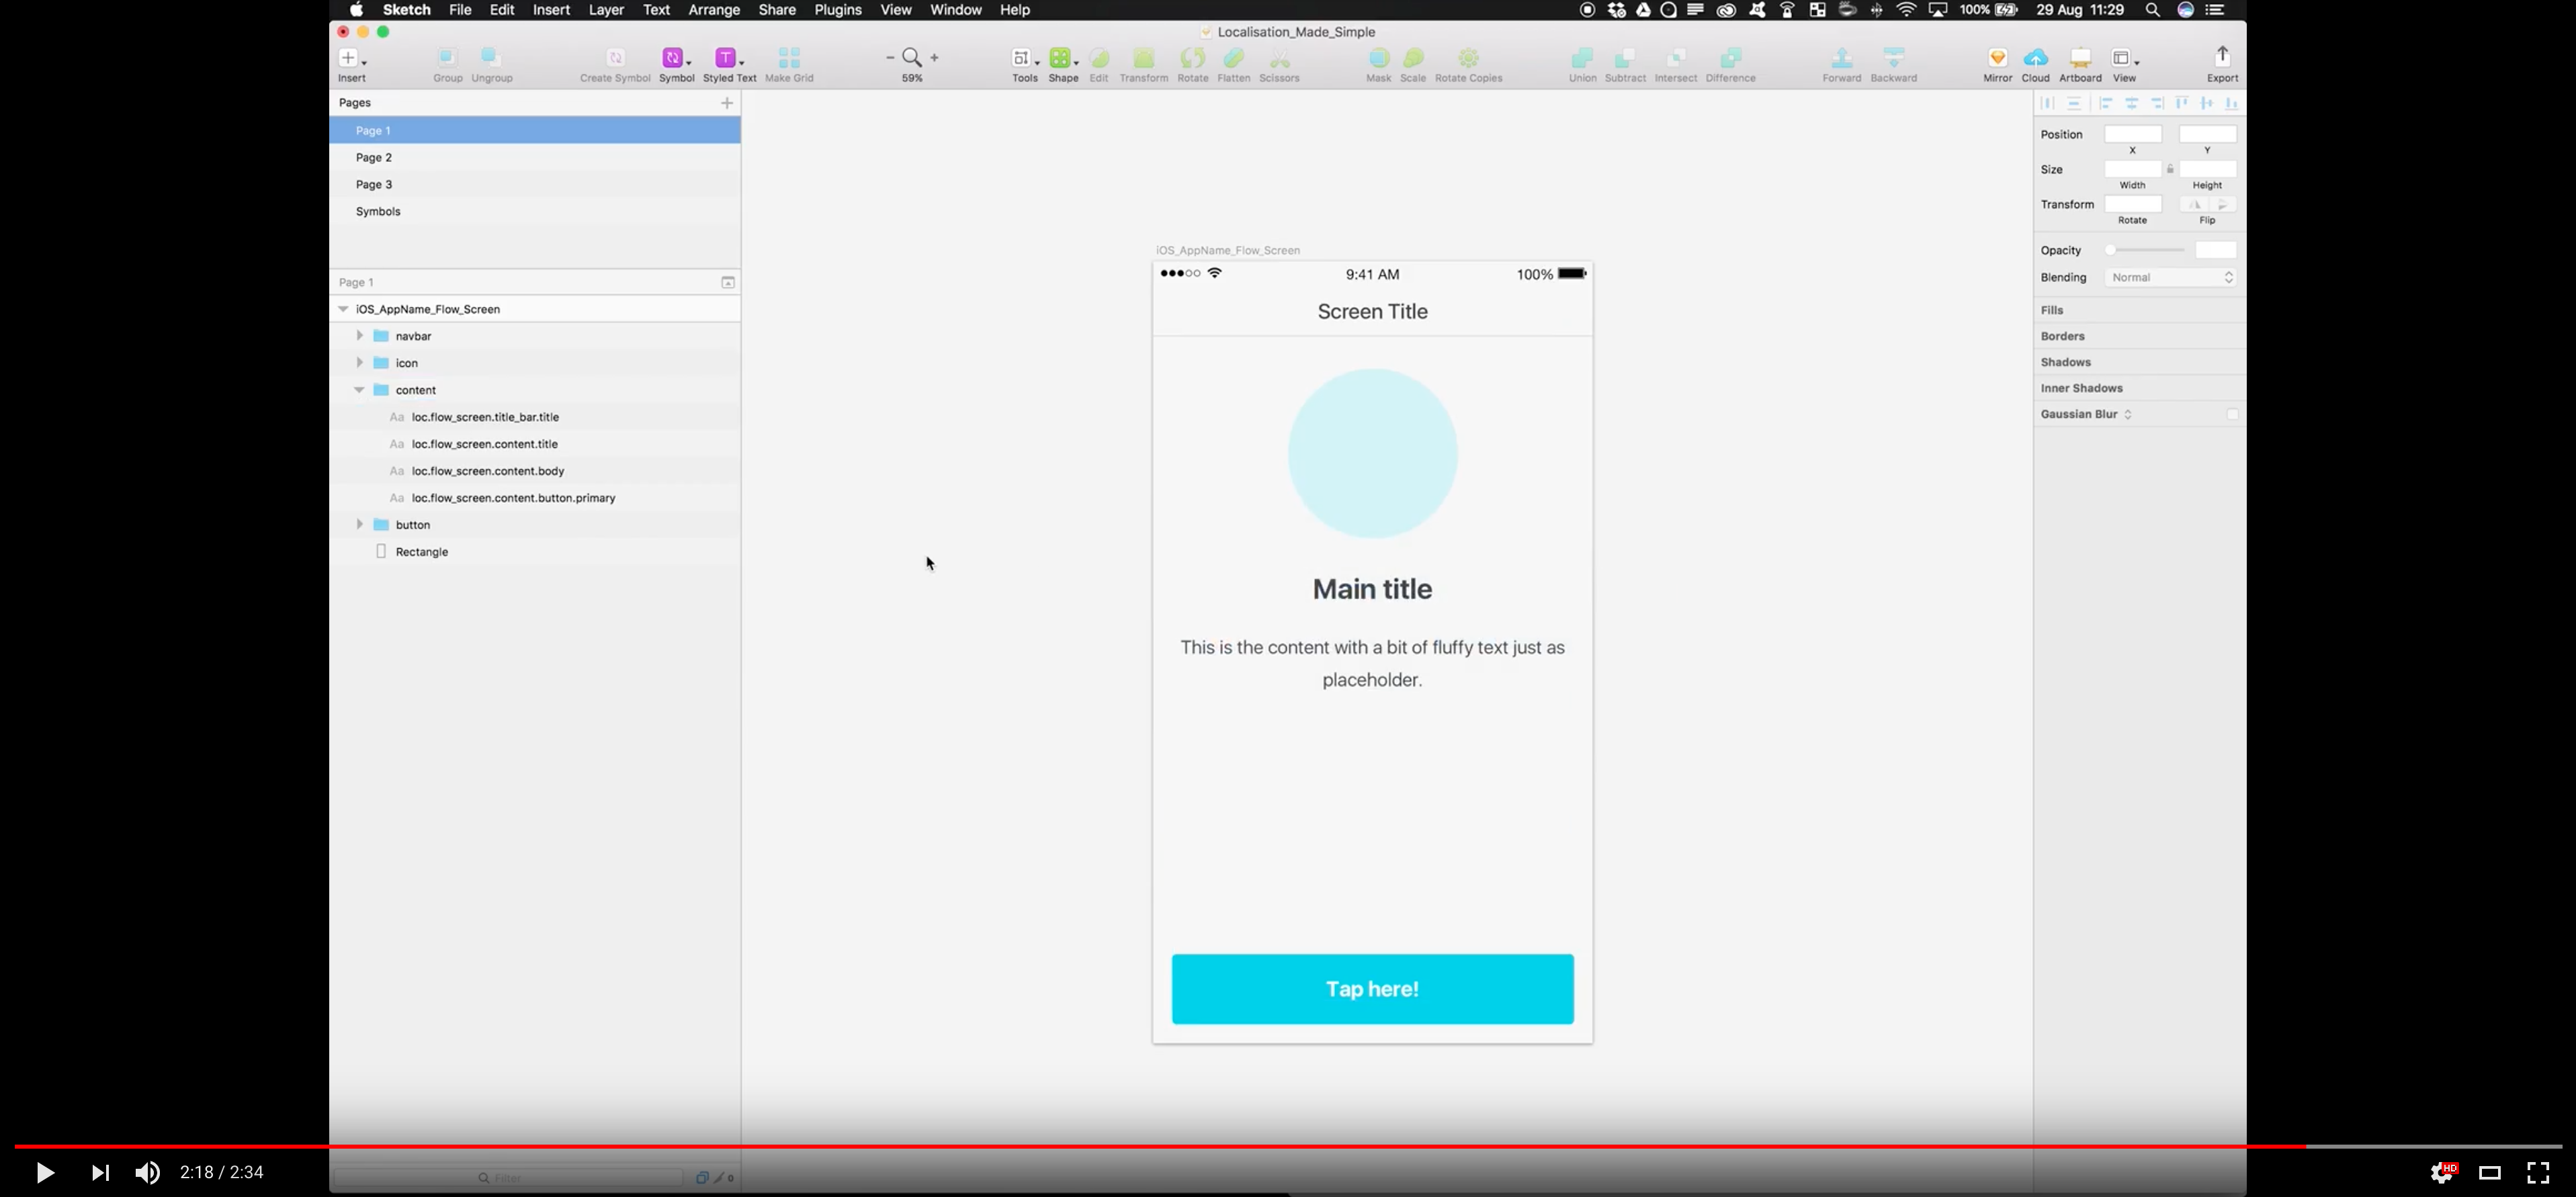 Sketch File Edit Insert Layer Text Arrange Share Plugins View Window Help 100% 29 Aug 11:29
Localisation_Made_Simple
Insert Group Ungroup Create Symbol Symbol Styled Text Make Grid 59% Tools Shape Edit Transform Rotate Flatten Scissors Mask Scale Rotate Copies Union Subtract Intersect Difference Forward Backward Mirror Cloud Artboard View Export
Pages
Page 1
Page 2
Page 3
Symbols
Page 1
iOS_AppName_Flow_Screen
navbar
icon
content
Aa loc.flow_screen.title_bar.title
Aa loc.flow_screen.content.title
Aa loc.flow_screen.content.body
Aa loc.flow_screen.content.button.primary
button
Rectangle
Filter 0
iOS_AppName_Flow_Screen
9:41 AM 100%
Screen Title
Main title
This is the content with a bit of fluffy text just as
placeholder.
Tap here!
Position
X Y
Size
Width Height
Transform
Rotate Flip
Opacity
Blending Normal
Fills
Borders
Shadows
Inner Shadows
Gaussian Blur
2:18 / 2:34 HD